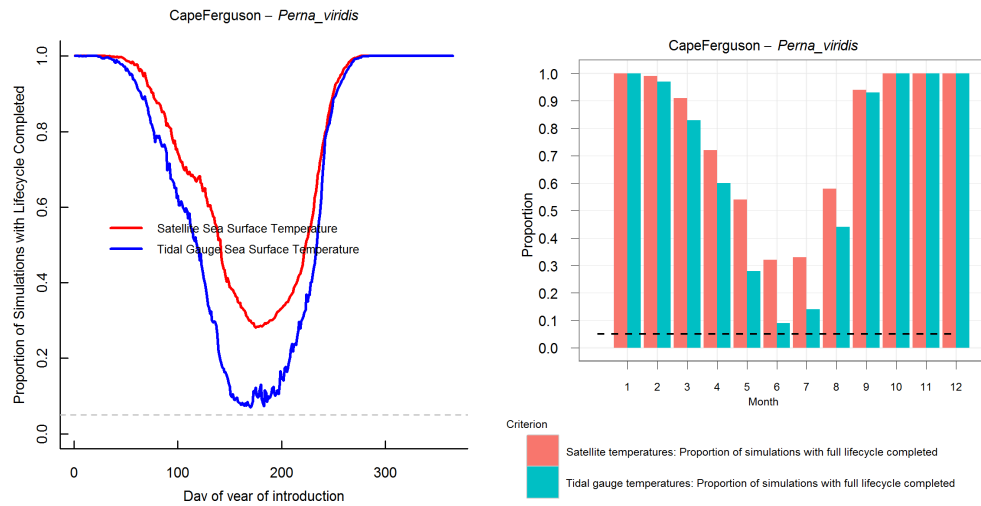 CapeFerguson – Perna_viridis
Proportion of Simulations with Lifecycle Completed
1.0
0.8
0.6
0.4
0.2
0.0
Satellite Sea Surface Temperature
Tidal Gauge Sea Surface Temperature
0
100
200
300
Day of year of introduction
CapeFerguson – Perna_viridis
Proportion
1.0
0.9
0.8
0.7
0.6
0.5
0.4
0.3
0.2
0.1
0.0
1 2 3 4 5 6 7 8 9 10 11 12
Month
Criterion
Satellite temperatures: Proportion of simulations with full lifecycle completed
Tidal gauge temperatures: Proportion of simulations with full lifecycle completed